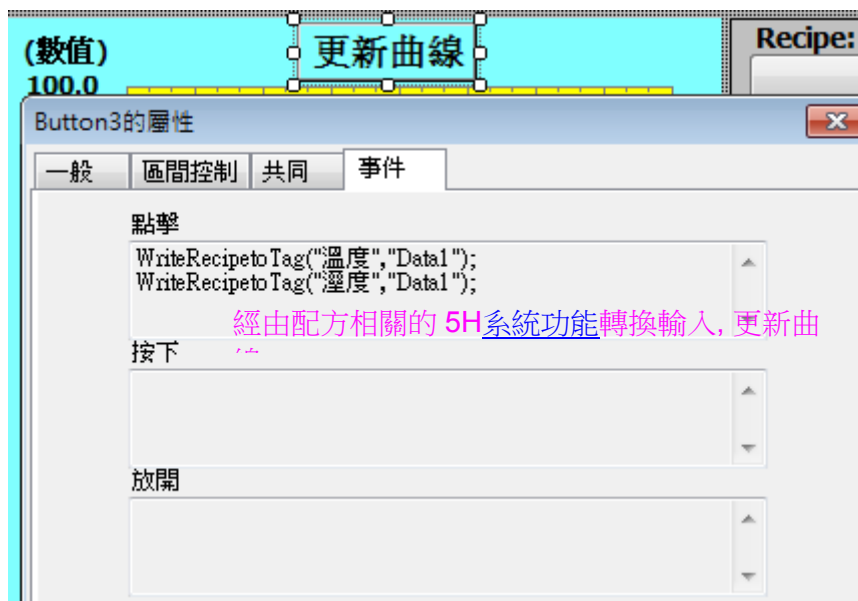 (數值)
更新曲線
Recipe:
100.0
Button3的屬性
一般
區間控制
共同
事件
點擊
WriteRecipetoTag("溫度","Data1");
WriteRecipetoTag("溼度","Data1");
經由配方相關的 5H系統功能轉換輸入, 更新曲
按下
放開